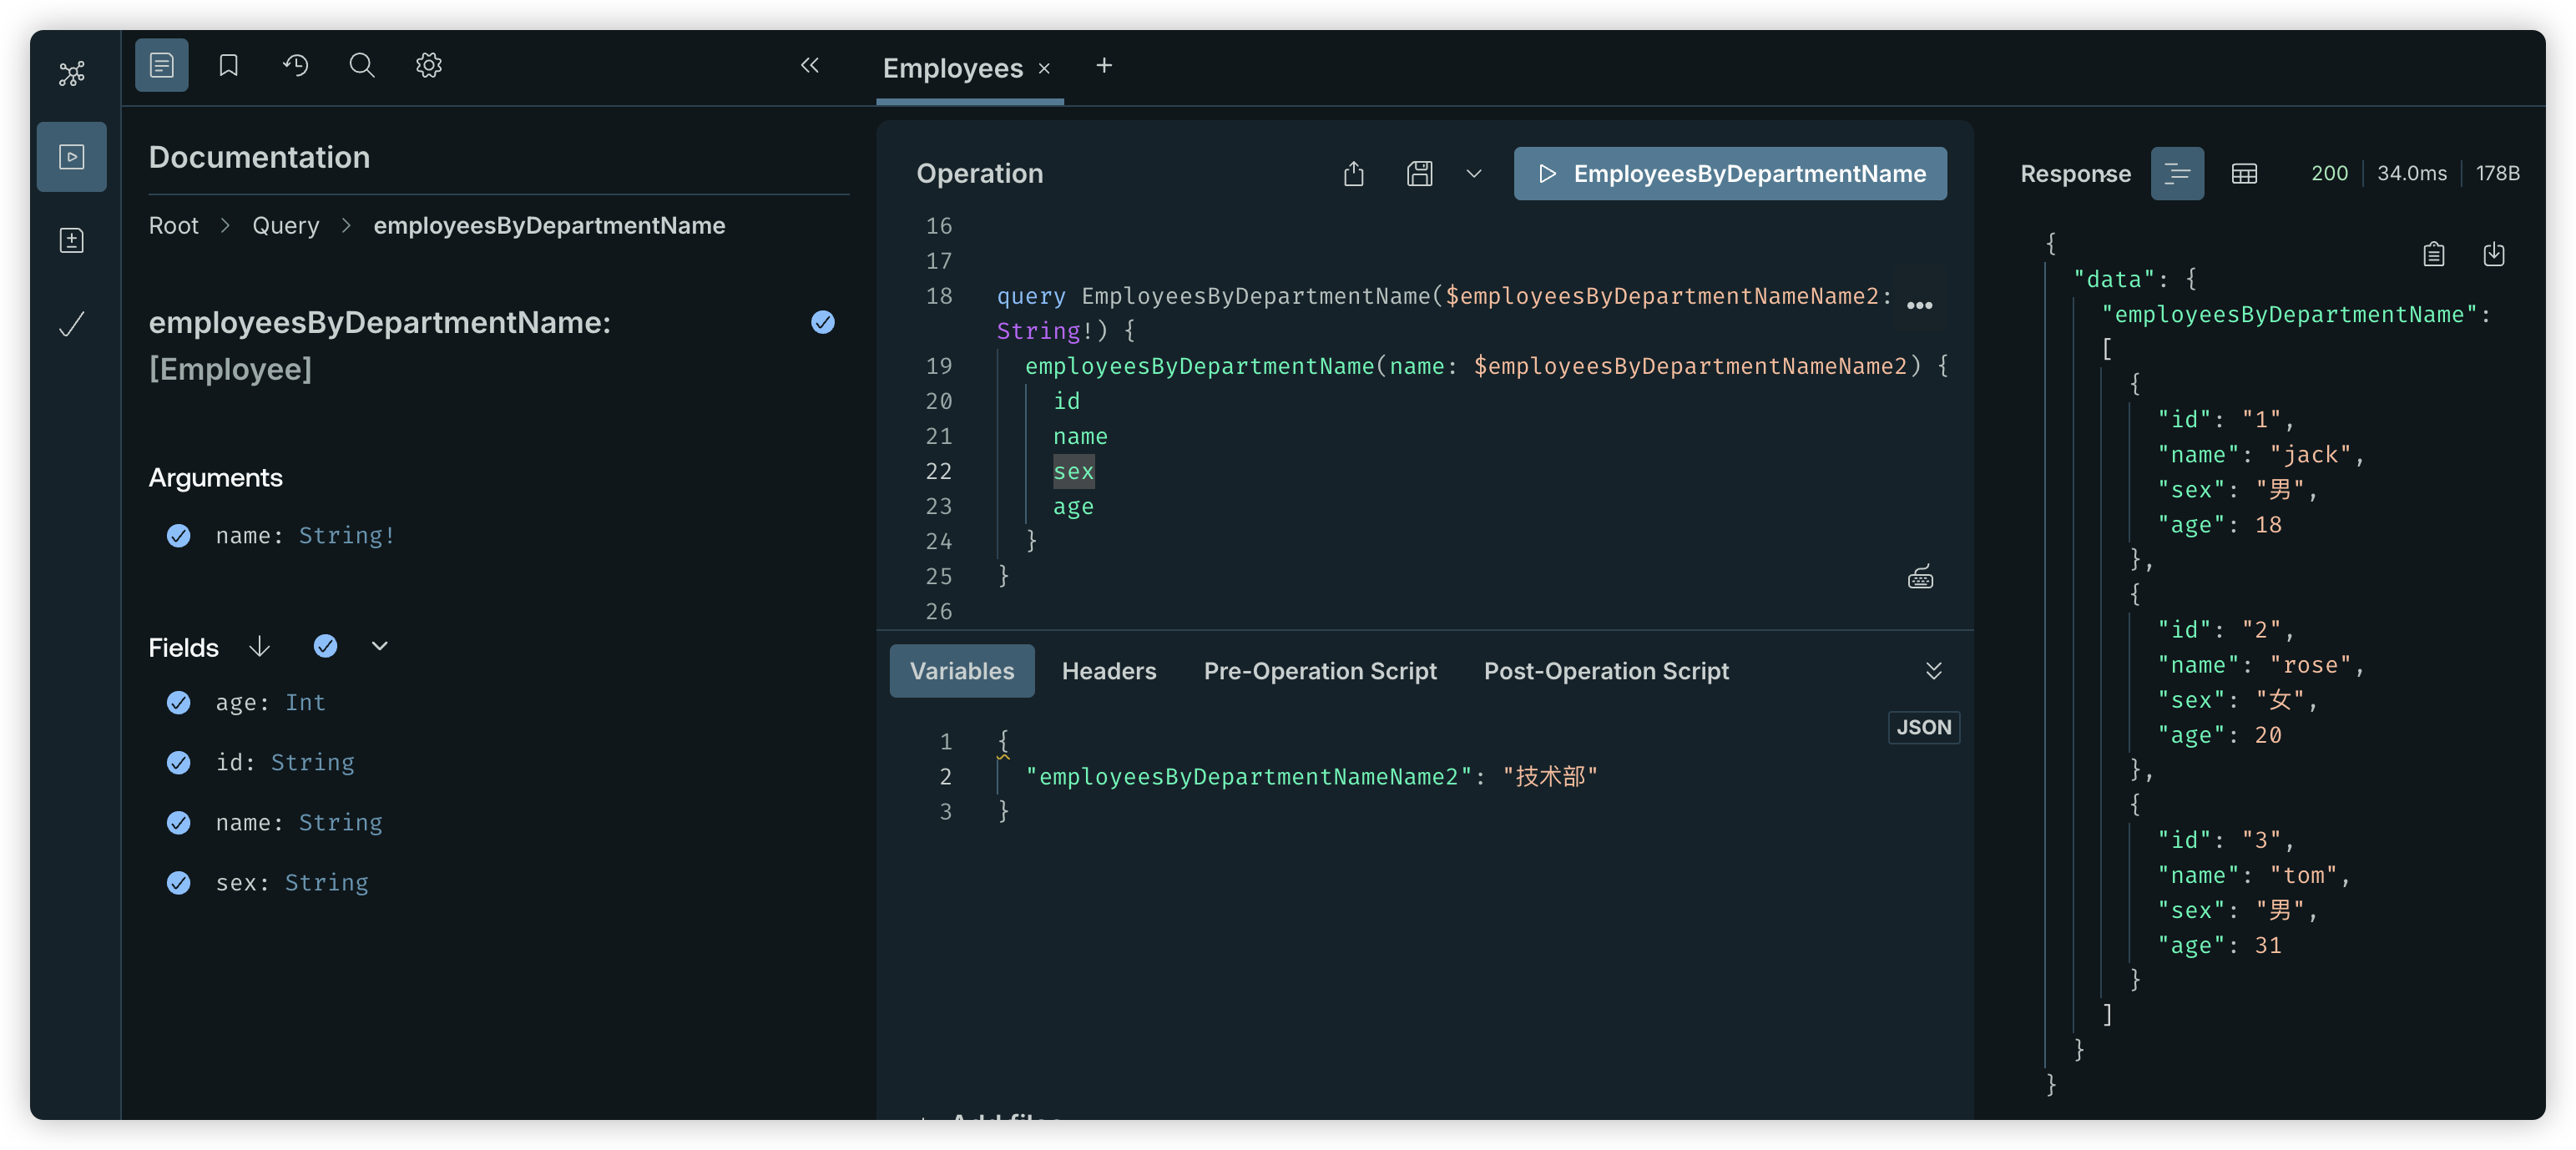 Documentation
Root > Query > employeesByDepartmentName
employeesByDepartmentName:
[Employee]
Arguments
name: String!
Fields
age: Int
id: String
name: String
sex: String
Employees
Operation
EmployeesByDepartmentName
16
17
18 query EmployeesByDepartmentName($employeesByDepartmentNameName2:
String!) {
19 employeesByDepartmentName(name: $employeesByDepartmentNameName2) {
20 id
21 name
22 sex
23 age
24 }
25 }
26
Variables Headers Pre-Operation Script Post-Operation Script
JSON
1 {
2 "employeesByDepartmentNameName2": "技术部"
3 }
Response 200 34.0ms 178B
{
"data": {
"employeesByDepartmentName":
[
{
"id": "1",
"name": "jack",
"sex": "男",
"age": 18
},
{
"id": "2",
"name": "rose",
"sex": "女",
"age": 20
},
{
"id": "3",
"name": "tom",
"sex": "男",
"age": 31
}
]
}
}